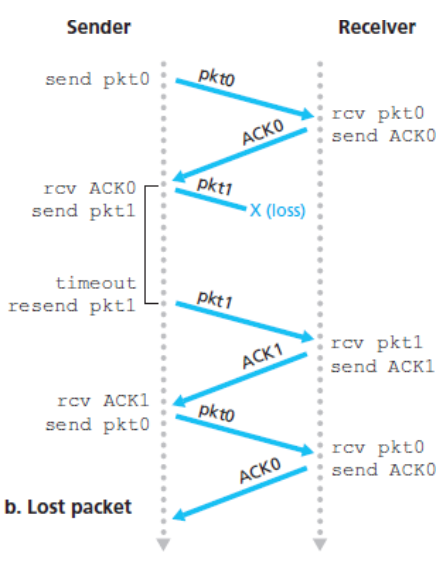 Sender
Receiver
send pkt0
pkt0
rcv pkt0
send ACK0
ACK0
rcv ACK0
send pkt1
pkt1
X (loss)
timeout
resend pkt1
pkt1
rcv pkt1
send ACK1
ACK1
rcv ACK1
send pkt0
pkt0
rcv pkt0
send ACK0
ACK0
b. Lost packet